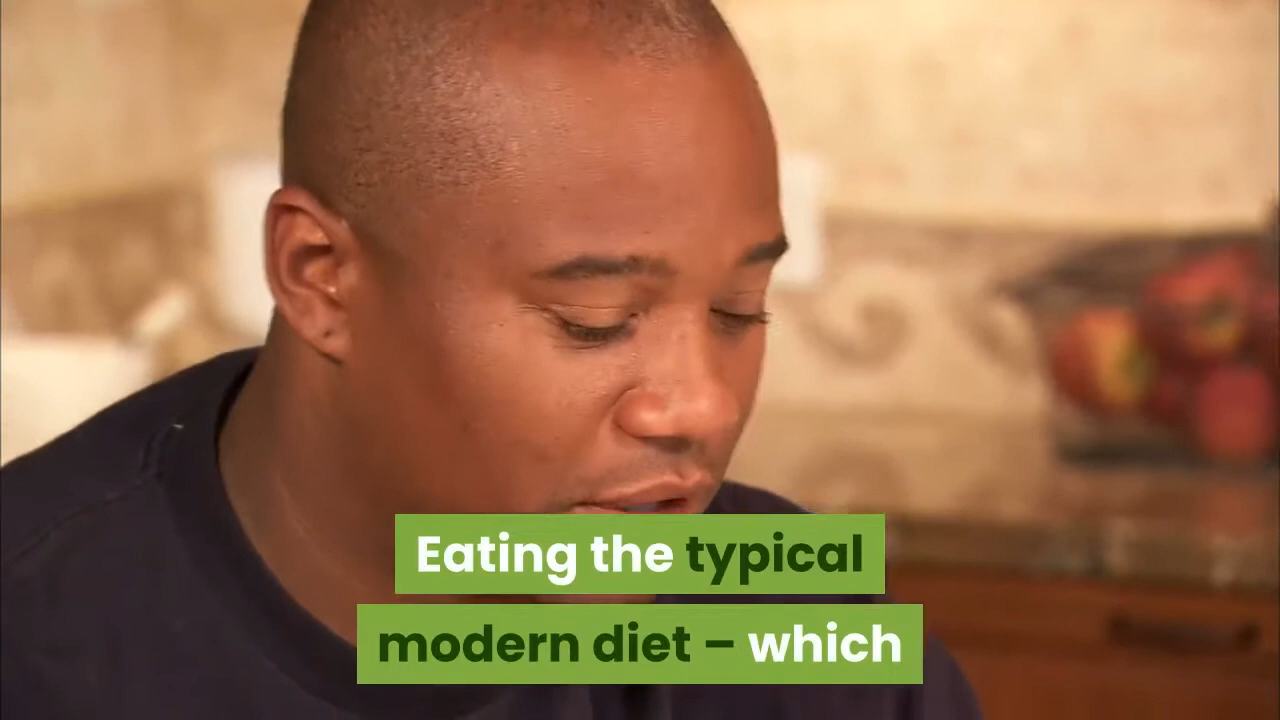 Eating the typical
modern diet – which